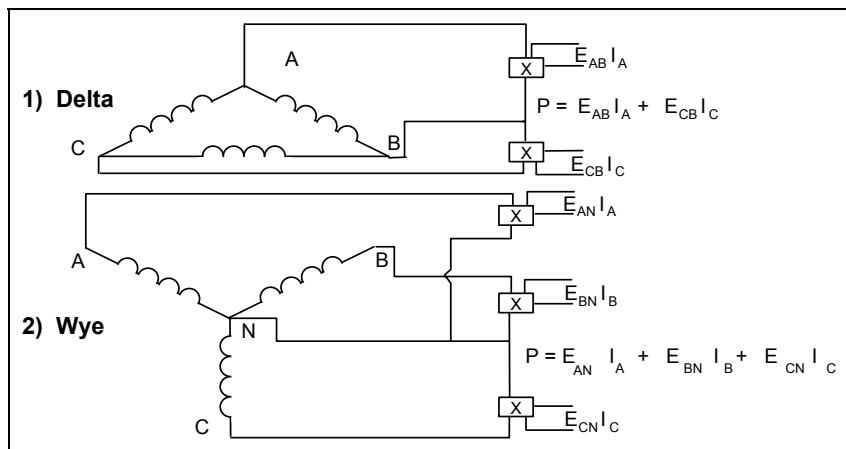 A
E_AB I_A
X
1) Delta
P = E_AB I_A + E_CB I_C
C
B
X
E_CB I_C
E_AN I_A
X
A
B
E_BN I_B
X
2) Wye
N
P = E_AN I_A + E_BN I_B + E_CN I_C
X
C
E_CN I_C